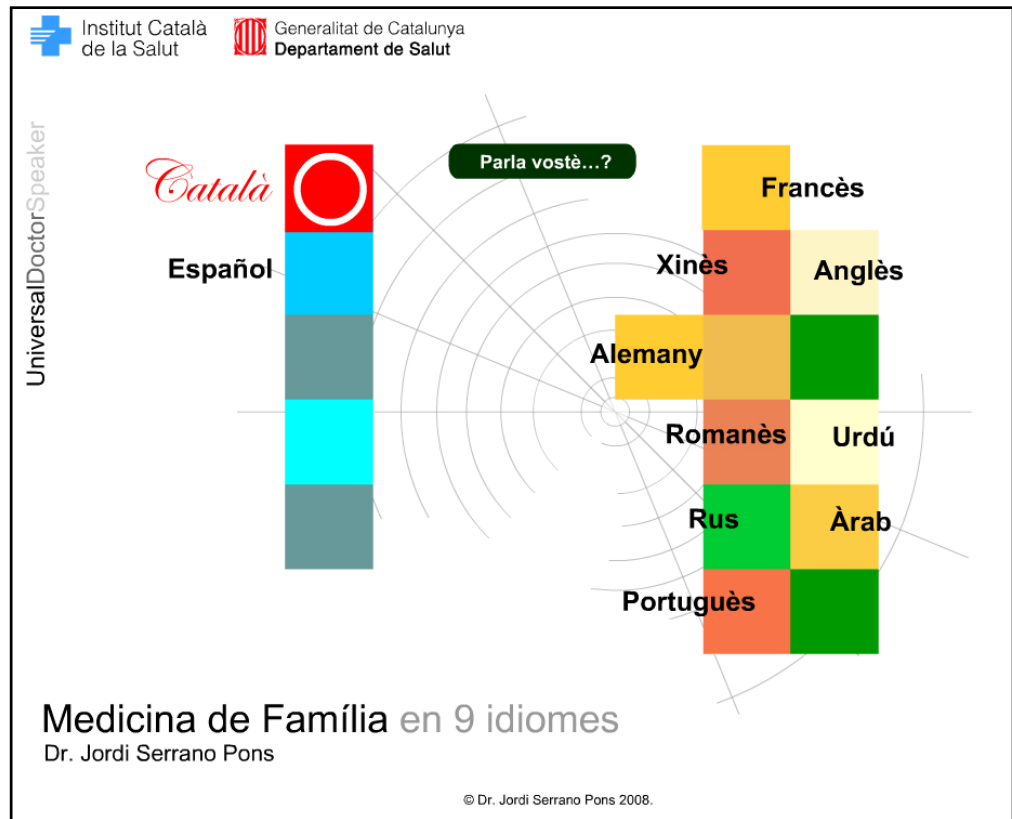 Institut Català
de la Salut
Generalitat de Catalunya
Departament de Salut
UniversalDoctorSpeaker
Parla vostè...?
Català
Español
Francès
Xinès
Anglès
Alemany
Romanès
Urdú
Rus
Àrab
Portuguès
Medicina de Família en 9 idiomes
Dr. Jordi Serrano Pons
© Dr. Jordi Serrano Pons 2008.